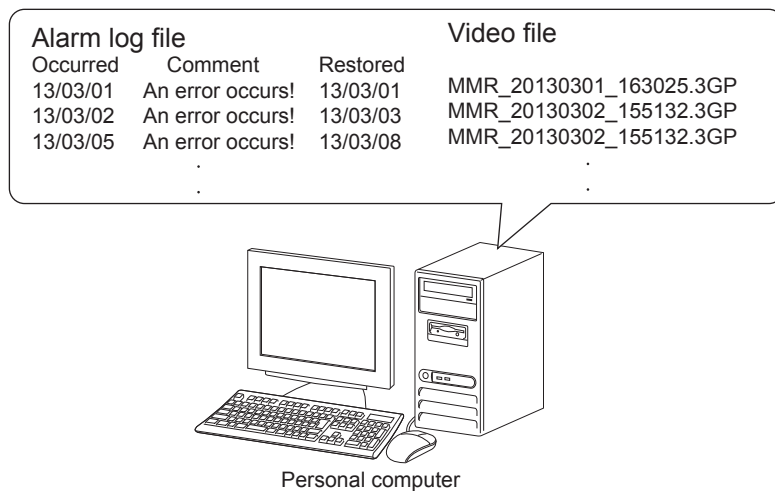 Alarm log file
Occurred Comment Restored
13/03/01 An error occurs! 13/03/01
13/03/02 An error occurs! 13/03/03
13/03/05 An error occurs! 13/03/08
.
.
Video file
MMR_20130301_163025.3GP
MMR_20130302_155132.3GP
MMR_20130302_155132.3GP
.
.
Personal computer